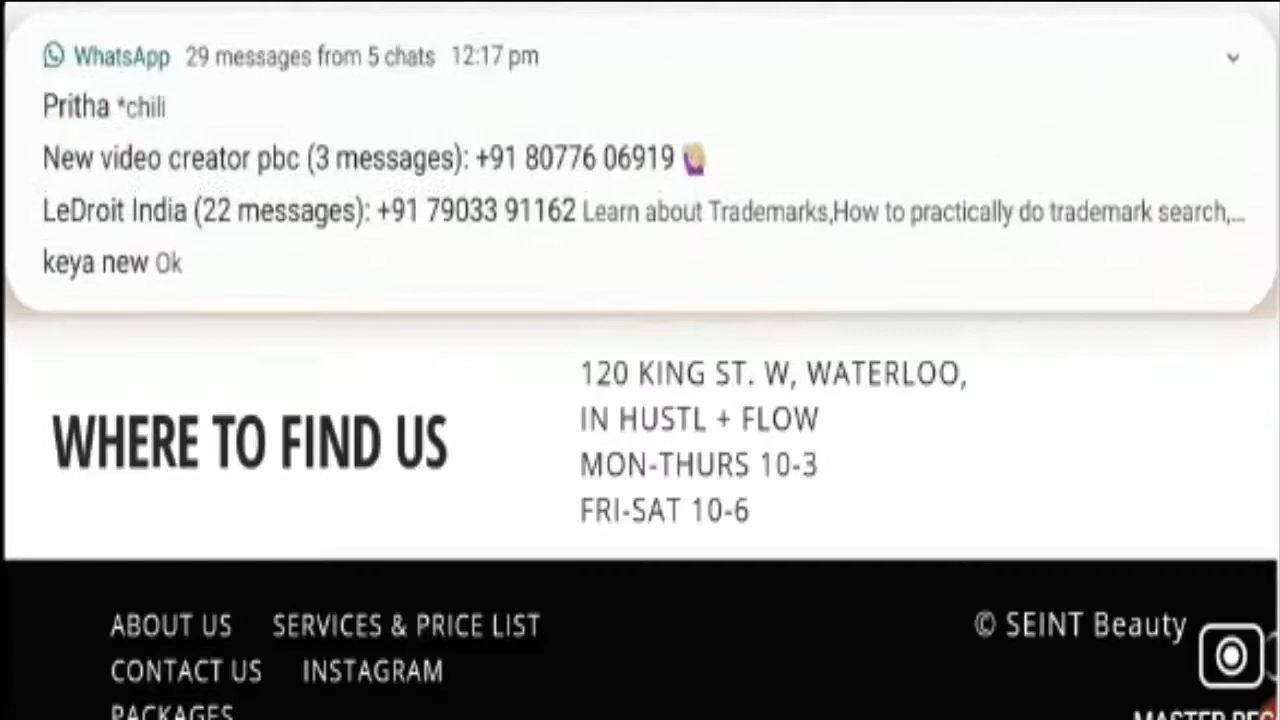 WhatsApp 29 messages from 5 chats 12:17 pm
Pritha *chili
New video creator pbc (3 messages): +91 80776 06919 🙋🏼‍♀️
LeDroit India (22 messages): +91 79033 91162 Learn about Trademarks,How to practically do trademark search,...
keya new Ok
WHERE TO FIND US
120 KING ST. W, WATERLOO,
IN HUSTL + FLOW
MON-THURS 10-3
FRI-SAT 10-6
ABOUT US SERVICES & PRICE LIST
CONTACT US INSTAGRAM
PACKAGES
© SEINT Beauty